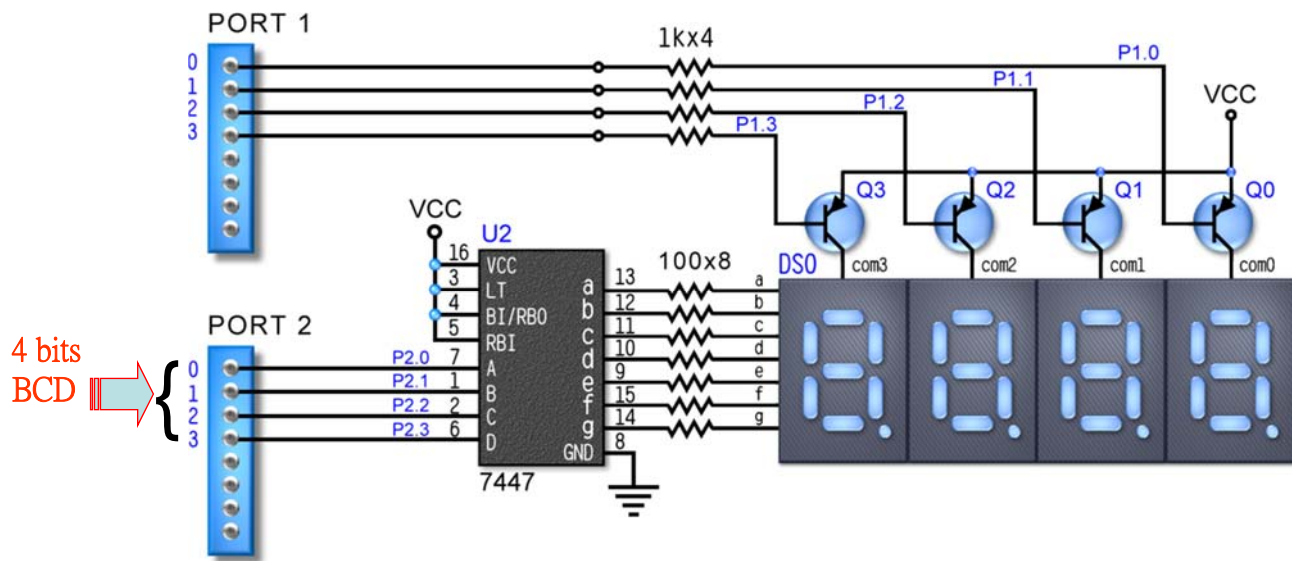 PORT 1
0
1
2
3
1kx4
P1.0
P1.1
P1.2
P1.3
VCC
Q3
Q2
Q1
Q0
com3
com2
com1
com0
DS0
VCC
U2
16 VCC
3 LT
4 BI/RBO
5 RBI
P2.0 7 A
P2.1 1 B
P2.2 2 C
P2.3 6 D
a 13
b 12
c 11
d 10
e 9
f 15
g 14
GND 8
7447
100x8
a
b
c
d
e
f
g
PORT 2
0
1
2
3
4 bits
BCD